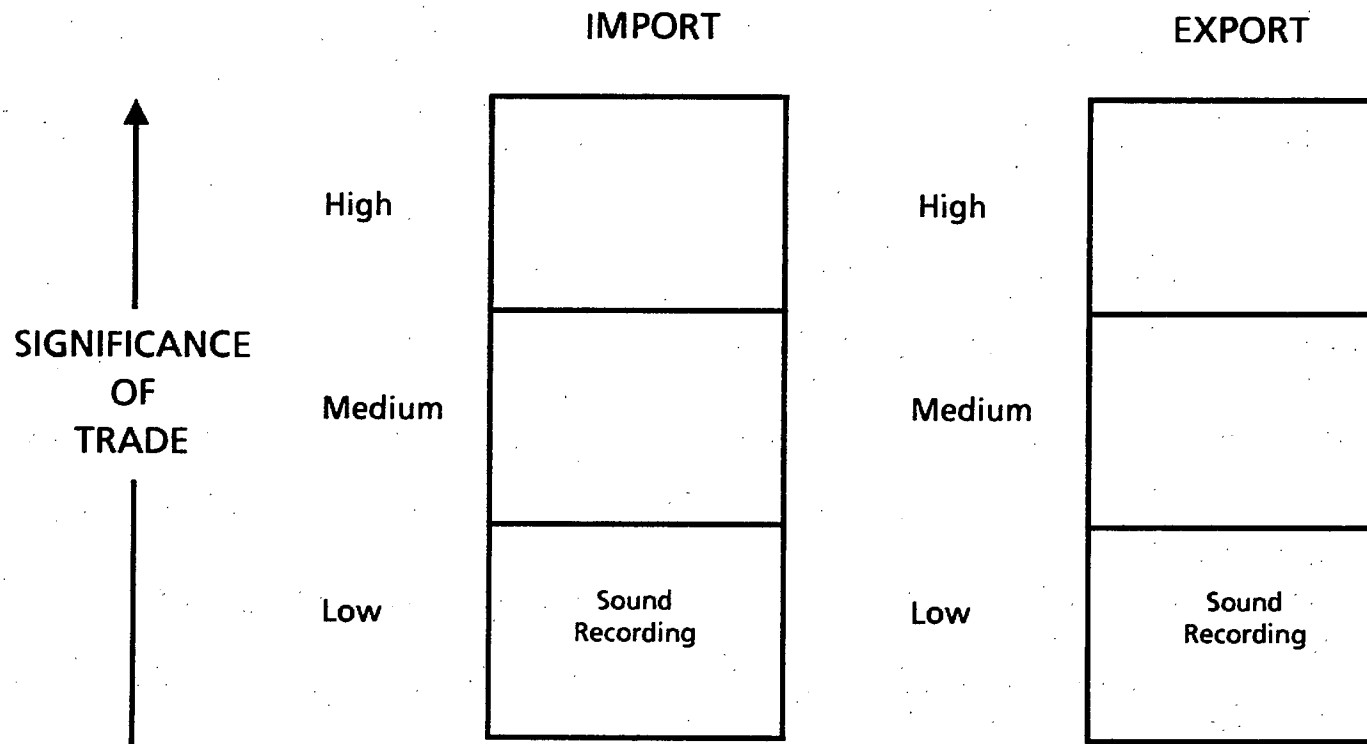 IMPORT
EXPORT
High
High
SIGNIFICANCE
OF
TRADE
Medium
Medium
Low
Sound
Recording
Low
Sound
Recording